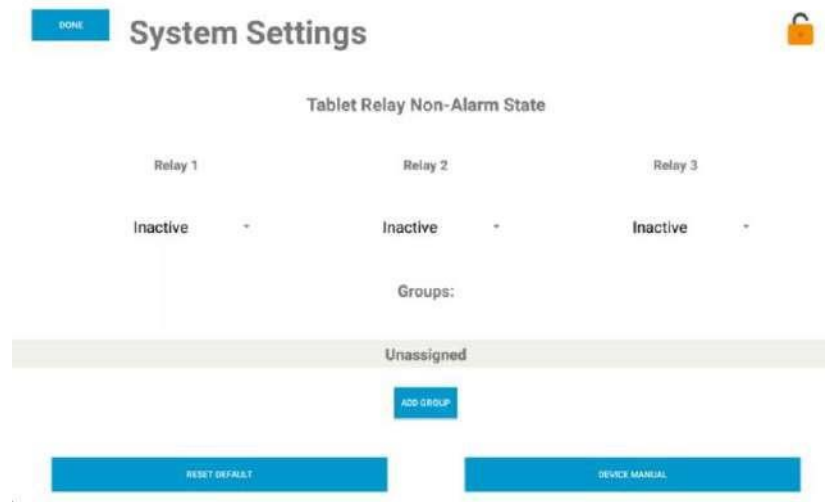 DONE
System Settings
Tablet Relay Non-Alarm State
Relay 1 Relay 2 Relay 3
Inactive Inactive Inactive
Groups:
Unassigned
ADD GROUP
RESET DEFAULT DEVICE MANUAL